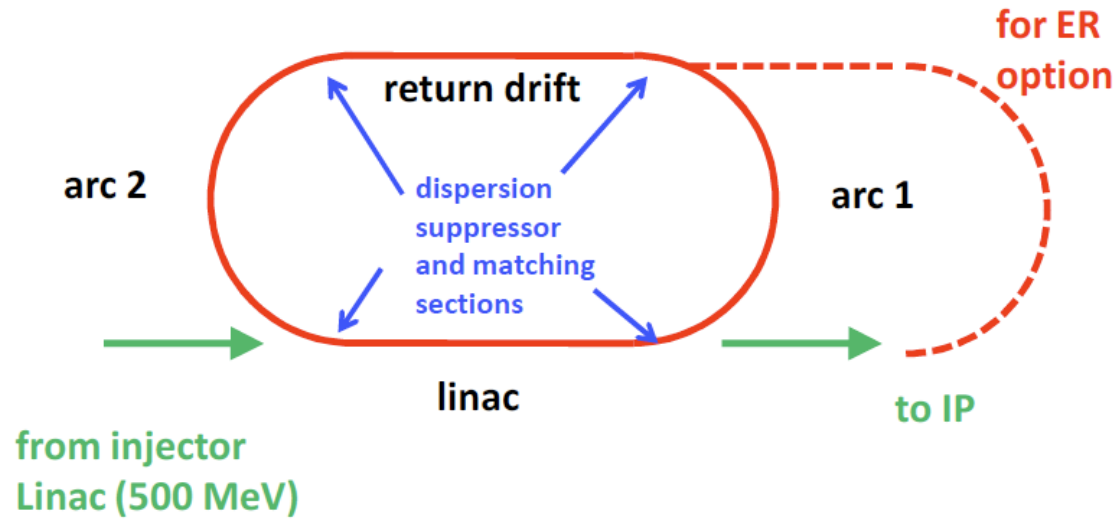 for ER
option
return drift
arc 2
dispersion
suppressor
and matching
sections
arc 1
linac
to IP
from injector
Linac (500 MeV)